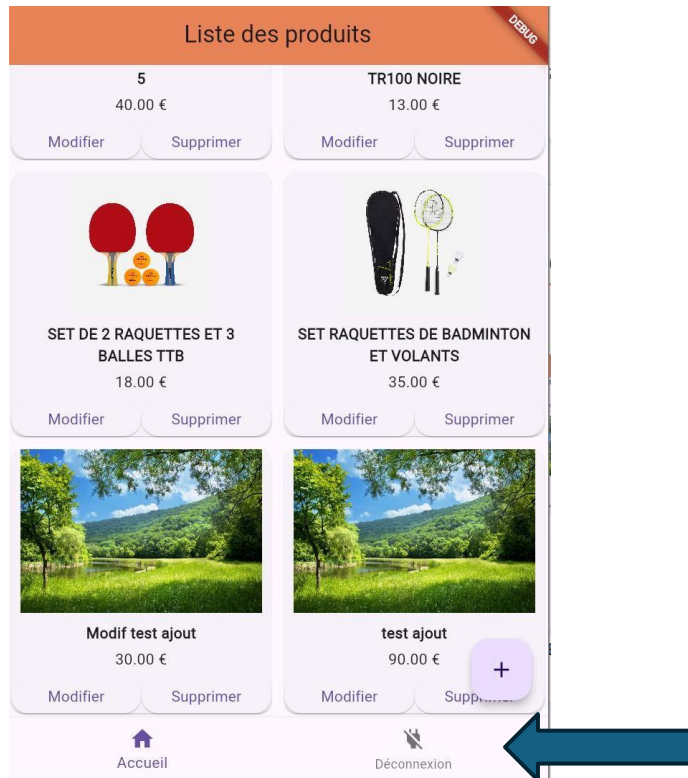 Liste des produits
DEBUG
5
TR100 NOIRE
40.00 €
13.00 €
Modifier
Supprimer
Modifier
Supprimer
SET DE 2 RAQUETTES ET 3
BALLES TTB
SET RAQUETTES DE BADMINTON
ET VOLANTS
18.00 €
35.00 €
Modifier
Supprimer
Modifier
Supprimer
Modif test ajout
test ajout
30.00 €
90.00 €
+
Modifier
Supprimer
Modifier
Accueil
Déconnexion